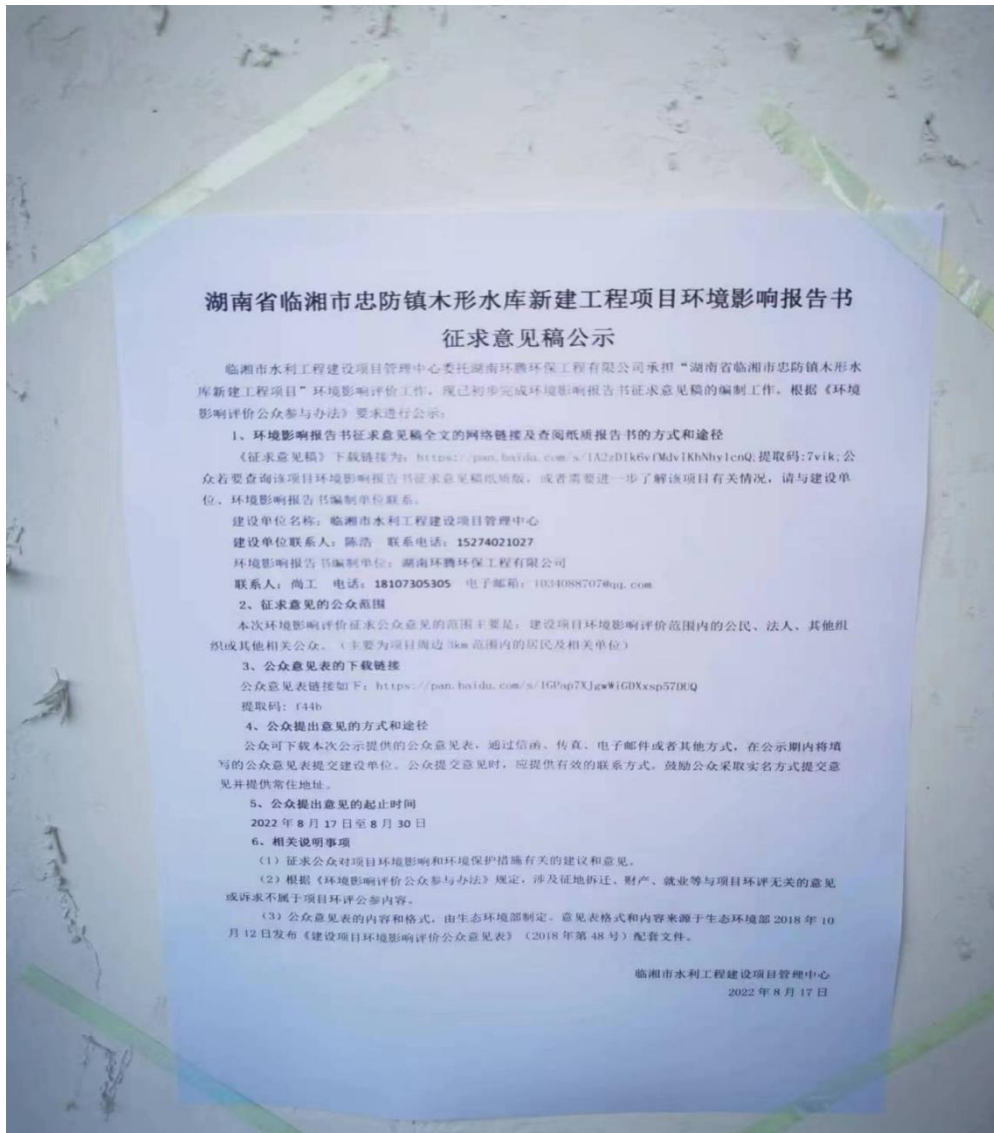 湖南省临湘市忠防镇木形水库新建工程项目环境影响报告书
征求意见稿公示
临湘市水利工程建设项目管理中心委托湖南环腾环保工程有限公司承担“湖南省临湘市忠防镇木形水
库新建工程项目”环境影响评价工作，现已初步完成环境影响报告书征求意见稿的编制工作，根据《环境
影响评价公众参与办法》要求进行公示：
1、环境影响报告书征求意见稿全文的网络链接及查阅纸质报告书的方式和途径
《征求意见稿》下载链接为：https://pan.baidu.com/s/ 提取码:7vik;公
众若要查询该项目环境影响报告书征求意见稿纸质版，或者需要进一步了解该项目有关情况，请与建设单
位、环境影响报告书编制单位联系。
建设单位名称：临湘市水利工程建设项目管理中心
建设单位联系人：陈浩 联系电话：15274021027
环境影响报告书编制单位：湖南环腾环保工程有限公司
联系人：尚工 电话：18107305305 电子邮箱：1034088707@qq.com
2、征求意见的公众范围
本次环境影响评价征求公众意见的范围主要是：建设项目环境影响评价范围内的公民、法人、其他组
织或其他相关公众。（主要为项目周边3km范围内的居民及相关单位）
3、公众意见表的下载链接
公众意见表链接如下：https://pan.baidu.com/s/1GPap7XJgwWiGDXxsp57DUQ
提取码：f44b
4、公众提出意见的方式和途径
公众可下载本次公示提供的公众意见表，通过信函、传真、电子邮件或者其他方式，在公示期内将填
写的公众意见表提交建设单位。公众提交意见时，应提供有效的联系方式。鼓励公众采取实名方式提交意
见并提供常住地址。
5、公众提出意见的起止时间
2022年8月17日至8月30日
6、相关说明事项
（1）征求公众对项目环境影响和环境保护措施有关的建议和意见。
（2）根据《环境影响评价公众参与办法》规定，涉及征地拆迁、财产、就业等与项目环评无关的意见
或诉求不属于项目环评公参内容。
（3）公众意见表的内容和格式，由生态环境部制定。意见表格式和内容来源于生态环境部2018年10
月12日发布《建设项目环境影响评价公众意见表》（2018年第48号）配套文件。
临湘市水利工程建设项目管理中心
2022年8月17日